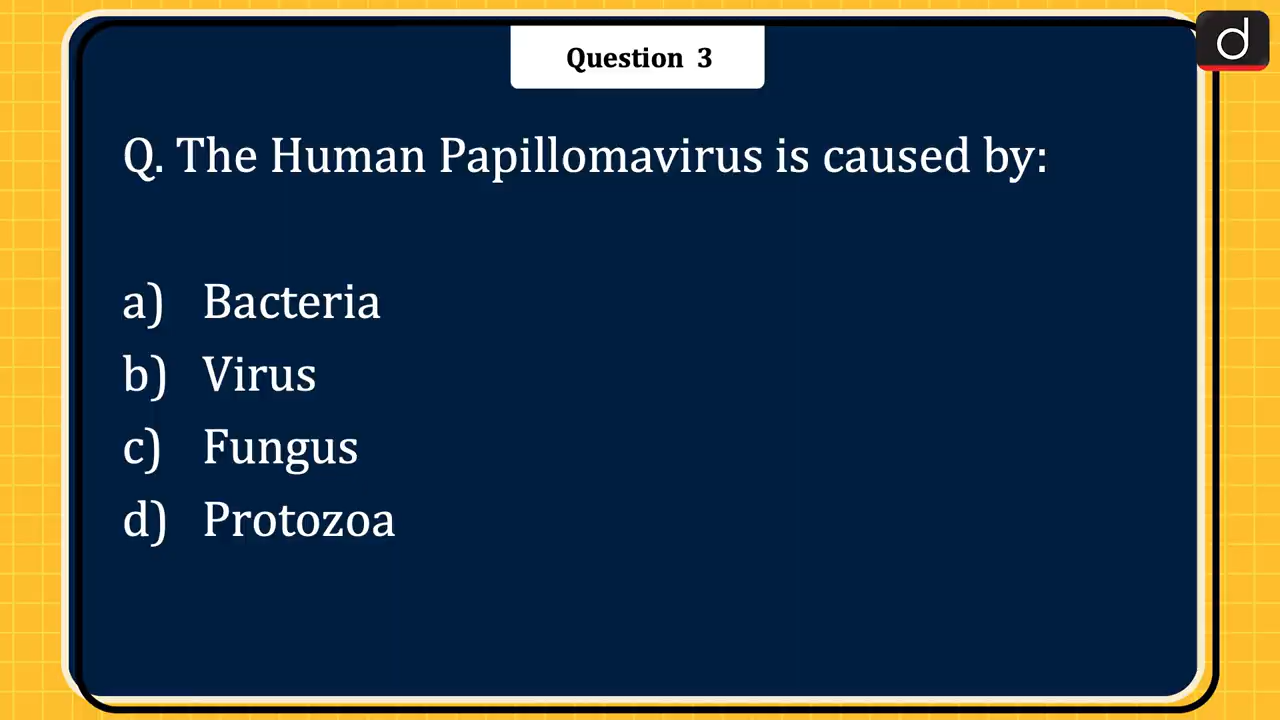 Question 3
d
Q. The Human Papillomavirus is caused by:
a) Bacteria
b) Virus
c) Fungus
d) Protozoa